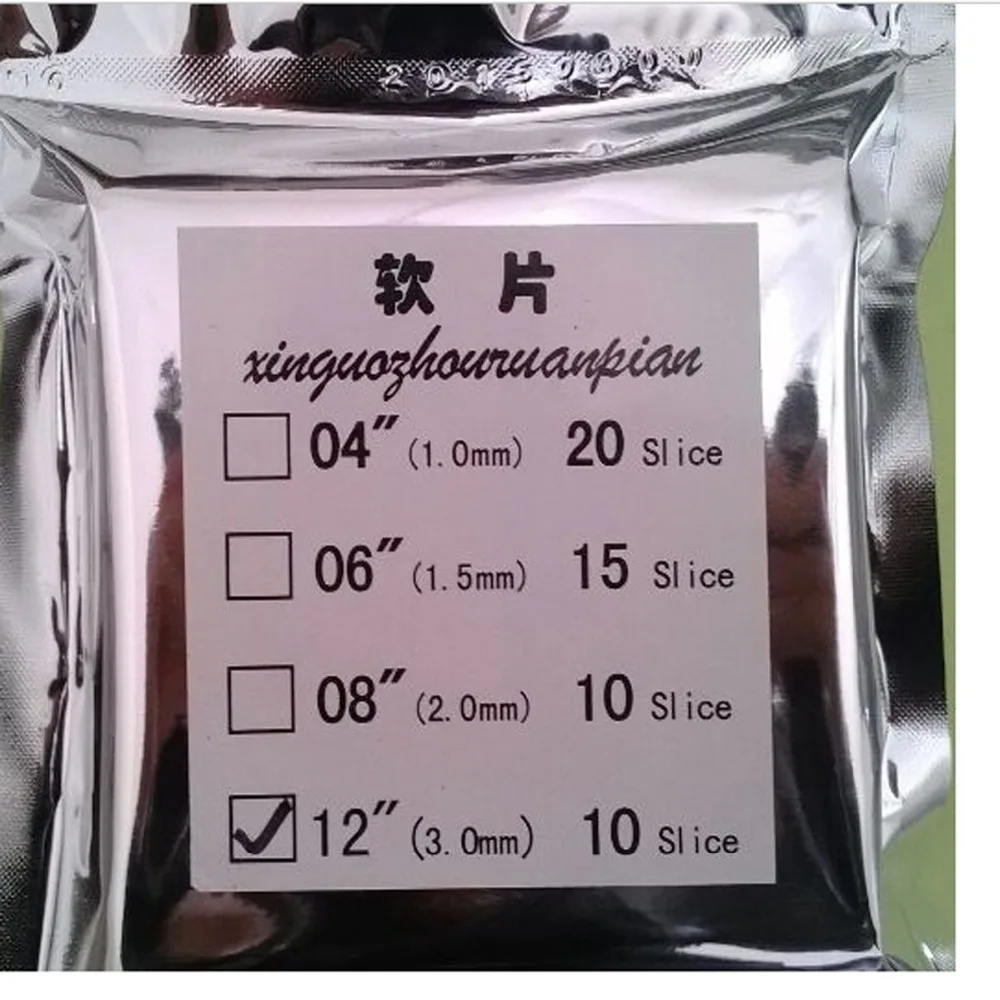 软 片
xinguozhouruanpian
04″ (1.0mm) 20 Slice
06″ (1.5mm) 15 Slice
08″ (2.0mm) 10 Slice
12″ (3.0mm) 10 Slice